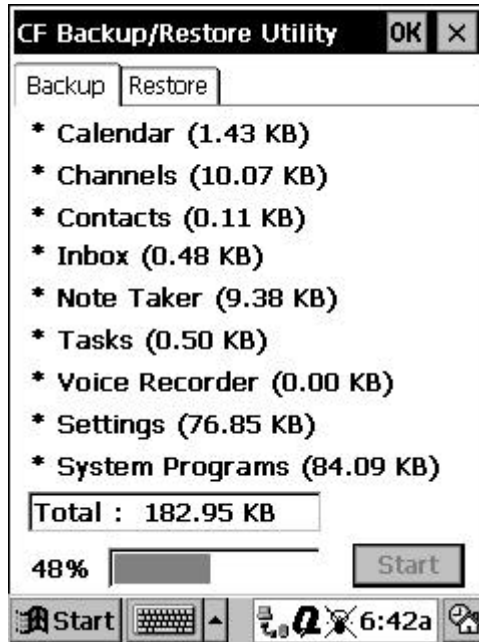 CF Backup/Restore Utility OK ×
Backup Restore
* Calendar (1.43 KB)
* Channels (10.07 KB)
* Contacts (0.11 KB)
* Inbox (0.48 KB)
* Note Taker (9.38 KB)
* Tasks (0.50 KB)
* Voice Recorder (0.00 KB)
* Settings (76.85 KB)
* System Programs (84.09 KB)
Total : 182.95 KB
48% Start
Start 6:42a